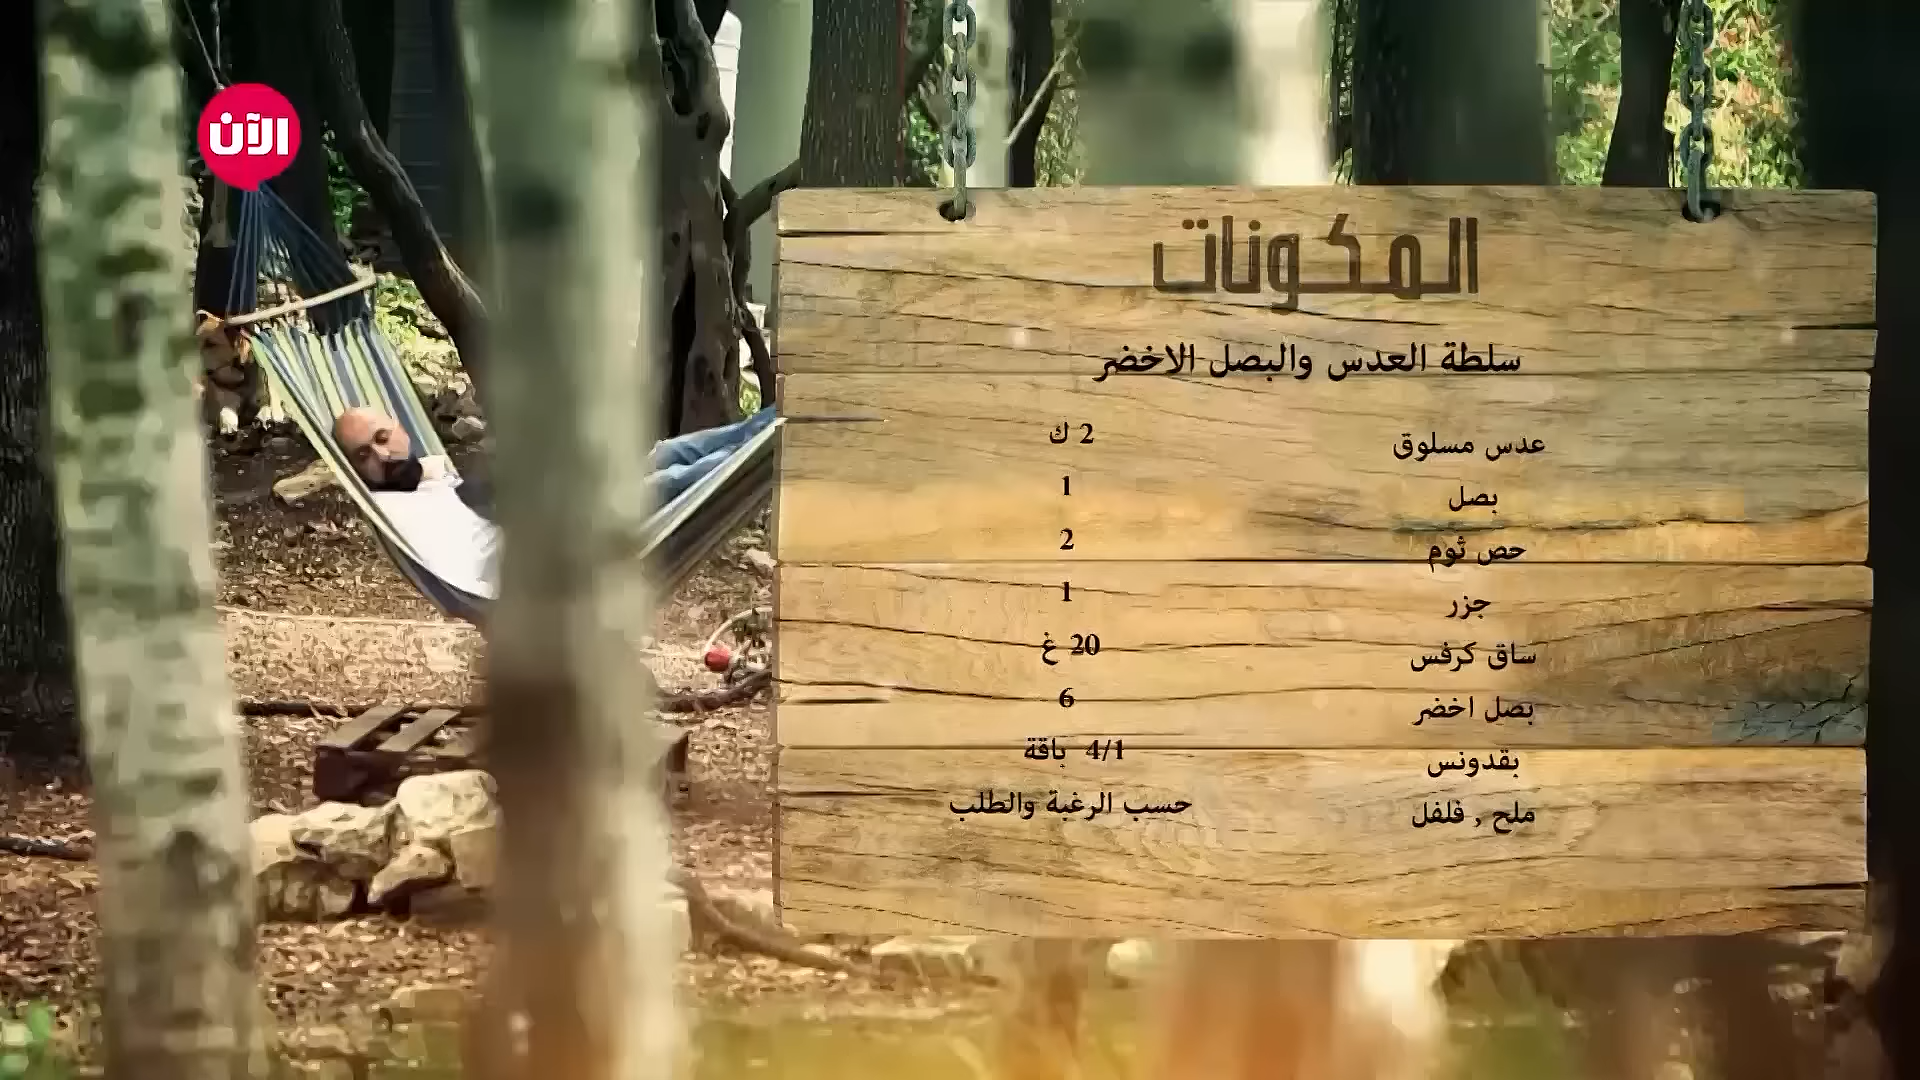 الآن
المكونات
سلطة العدس والبصل الاخضر
عدس مسلوق 2 ك
بصل 1
حص ثوم 2
جزر 1
ساق كرفس 20 غ
بصل اخضر 6
بقدونس 4/1 باقة
ملح , فلفل حسب الرغبة والطلب